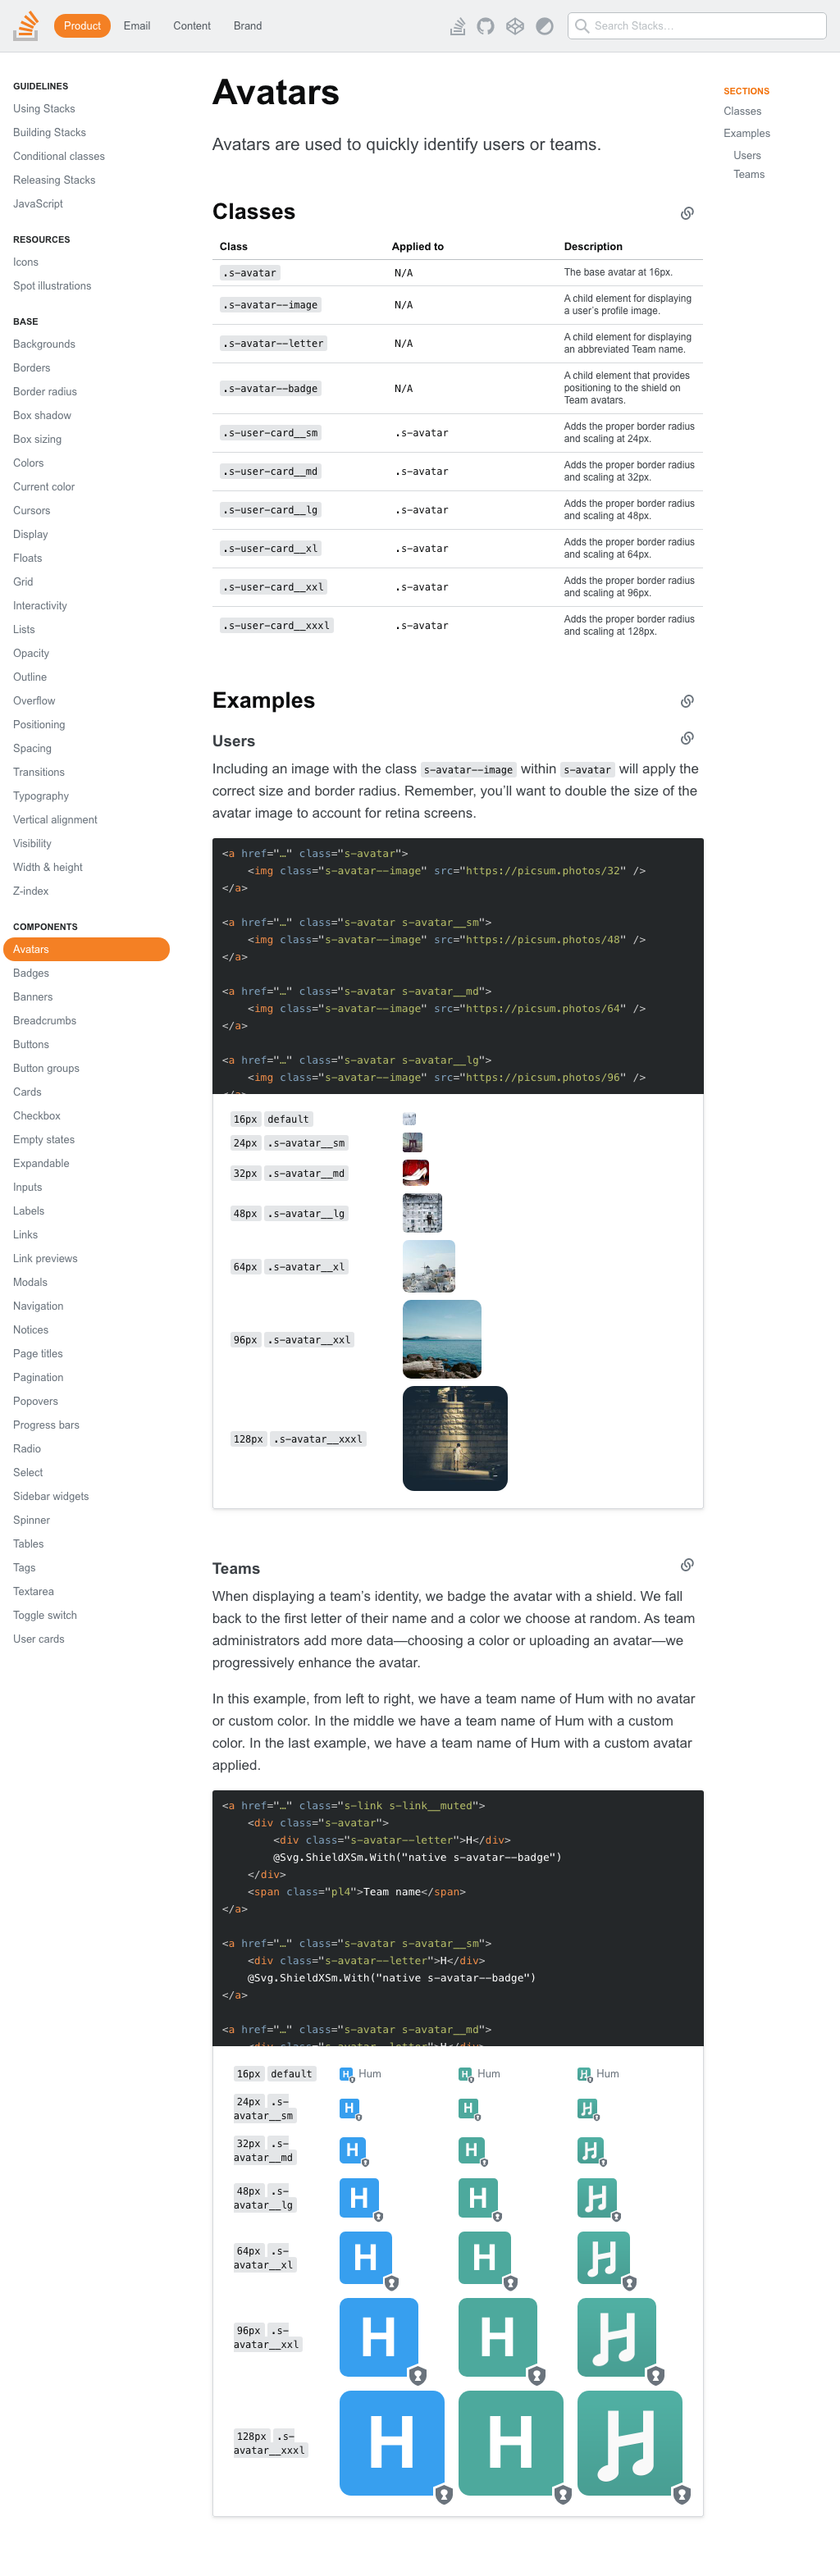 Product Email Content Brand Search Stacks…
GUIDELINES
Using Stacks
Building Stacks
Conditional classes
Releasing Stacks
JavaScript
RESOURCES
Icons
Spot illustrations
BASE
Backgrounds
Borders
Border radius
Box shadow
Box sizing
Colors
Current color
Cursors
Display
Floats
Grid
Interactivity
Lists
Opacity
Outline
Overflow
Positioning
Spacing
Transitions
Typography
Vertical alignment
Visibility
Width & height
Z-index
COMPONENTS
Avatars
Badges
Banners
Breadcrumbs
Buttons
Button groups
Cards
Checkbox
Empty states
Expandable
Inputs
Labels
Links
Link previews
Modals
Navigation
Notices
Page titles
Pagination
Popovers
Progress bars
Radio
Select
Sidebar widgets
Spinner
Tables
Tags
Textarea
Toggle switch
User cards
Avatars
Avatars are used to quickly identify users or teams.
Classes
Class Applied to Description
.s-avatar N/A The base avatar at 16px.
.s-avatar--image N/A A child element for displaying
a user’s profile image.
.s-avatar--letter N/A A child element for displaying
an abbreviated Team name.
.s-avatar--badge N/A A child element that provides
positioning to the shield on
Team avatars.
.s-user-card__sm .s-avatar Adds the proper border radius
and scaling at 24px.
.s-user-card__md .s-avatar Adds the proper border radius
and scaling at 32px.
.s-user-card__lg .s-avatar Adds the proper border radius
and scaling at 48px.
.s-user-card__xl .s-avatar Adds the proper border radius
and scaling at 64px.
.s-user-card__xxl .s-avatar Adds the proper border radius
and scaling at 96px.
.s-user-card__xxxl .s-avatar Adds the proper border radius
and scaling at 128px.
Examples
Users
Including an image with the class s-avatar--image within s-avatar will apply the
correct size and border radius. Remember, you’ll want to double the size of the
avatar image to account for retina screens.
<a href="…" class="s-avatar">
<img class="s-avatar--image" src="https://picsum.photos/32" />
</a>
<a href="…" class="s-avatar s-avatar__sm">
<img class="s-avatar--image" src="https://picsum.photos/48" />
</a>
<a href="…" class="s-avatar s-avatar__md">
<img class="s-avatar--image" src="https://picsum.photos/64" />
</a>
<a href="…" class="s-avatar s-avatar__lg">
<img class="s-avatar--image" src="https://picsum.photos/96" />
</a>
16px default
24px .s-avatar__sm
32px .s-avatar__md
48px .s-avatar__lg
64px .s-avatar__xl
96px .s-avatar__xxl
128px .s-avatar__xxxl
Teams
When displaying a team’s identity, we badge the avatar with a shield. We fall
back to the first letter of their name and a color we choose at random. As team
administrators add more data—choosing a color or uploading an avatar—we
progressively enhance the avatar.
In this example, from left to right, we have a team name of Hum with no avatar
or custom color. In the middle we have a team name of Hum with a custom
color. In the last example, we have a team name of Hum with a custom avatar
applied.
<a href="…" class="s-link s-link__muted">
<div class="s-avatar">
<div class="s-avatar--letter">H</div>
@Svg.ShieldXSm.With("native s-avatar--badge")
</div>
<span class="pl4">Team name</span>
</a>
<a href="…" class="s-avatar s-avatar__sm">
<div class="s-avatar--letter">H</div>
@Svg.ShieldXSm.With("native s-avatar--badge")
</a>
<a href="…" class="s-avatar s-avatar__md">
<div class="s-avatar--letter">H</div>
16px default H Hum H Hum Hum
24px .s-
avatar__sm H H
32px .s-
avatar__md H H
48px .s-
avatar__lg H H
64px .s-
avatar__xl H H
96px .s-
avatar__xxl H H
128px .s-
avatar__xxxl H H
SECTIONS
Classes
Examples
Users
Teams